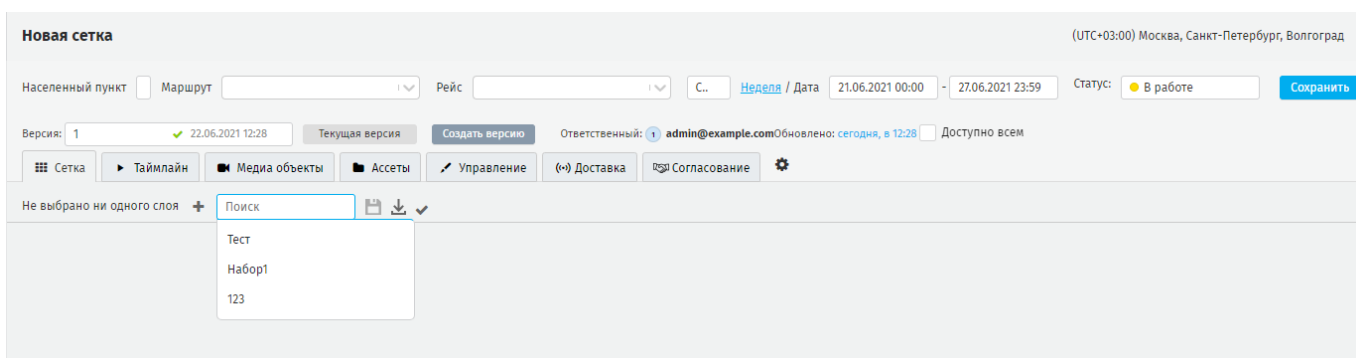 Новая сетка (UTC+03:00) Москва, Санкт-Петербург, Волгоград
Населенный пункт Маршрут Рейс С.. Неделя / Дата 21.06.2021 00:00 - 27.06.2021 23:59 Статус: В работе Сохранить
Версия: 1 22.06.2021 12:28 Текущая версия Создать версию Ответственный: 1 admin@example.comОбновлено: сегодня, в 12:28 Доступно всем
Сетка Таймлайн Медиа объекты Ассеты Управление Доставка Согласование
Не выбрано ни одного слоя Поиск
Тест
Набор1
123